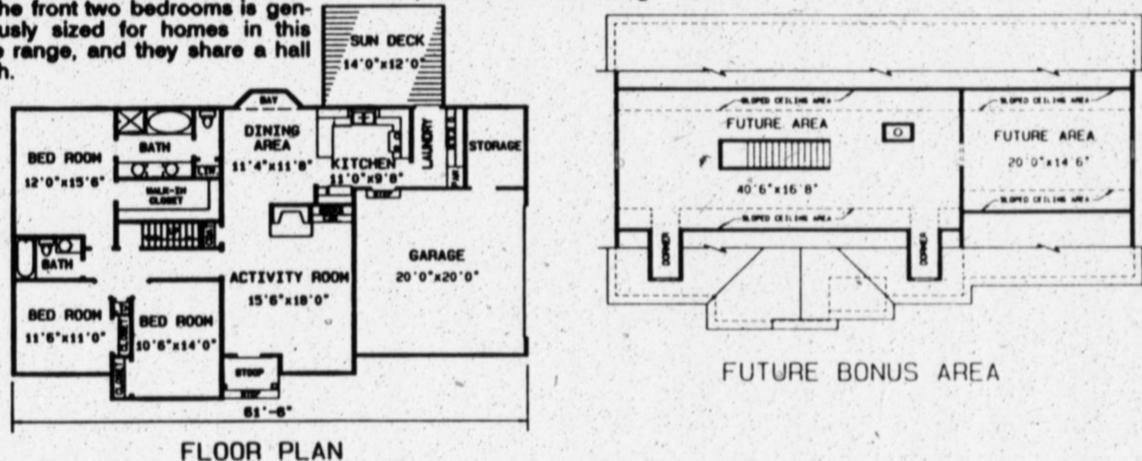 he front two bedrooms is gen-
usly sized for homes in this
range, and they share a hall
h.
SUN DECK
14'0"x12'0"
BAY
BED ROOM
12'0"x15'6"
BATH
WALK-IN
CLOSET
DINING
AREA
11'4"x11'8"
KITCHEN
11'0"x9'8"
LAUNDRY
STORAGE
STEP
UP
BATH
ACTIVITY ROOM
15'6"x18'0"
GARAGE
20'0"x20'0"
BED ROOM
11'6"x11'0"
CLOSET
CLOSET
BED ROOM
10'6"x14'0"
STOOP
STEP
61'-6"
FLOOR PLAN
SLOPED CEILING AREA
FUTURE AREA
40'6"x16'8"
SLOPED CEILING AREA
DORMER
DORMER
SLOPED CEILING AREA
FUTURE AREA
20'0"x14'6"
SLOPED CEILING AREA
FUTURE BONUS AREA